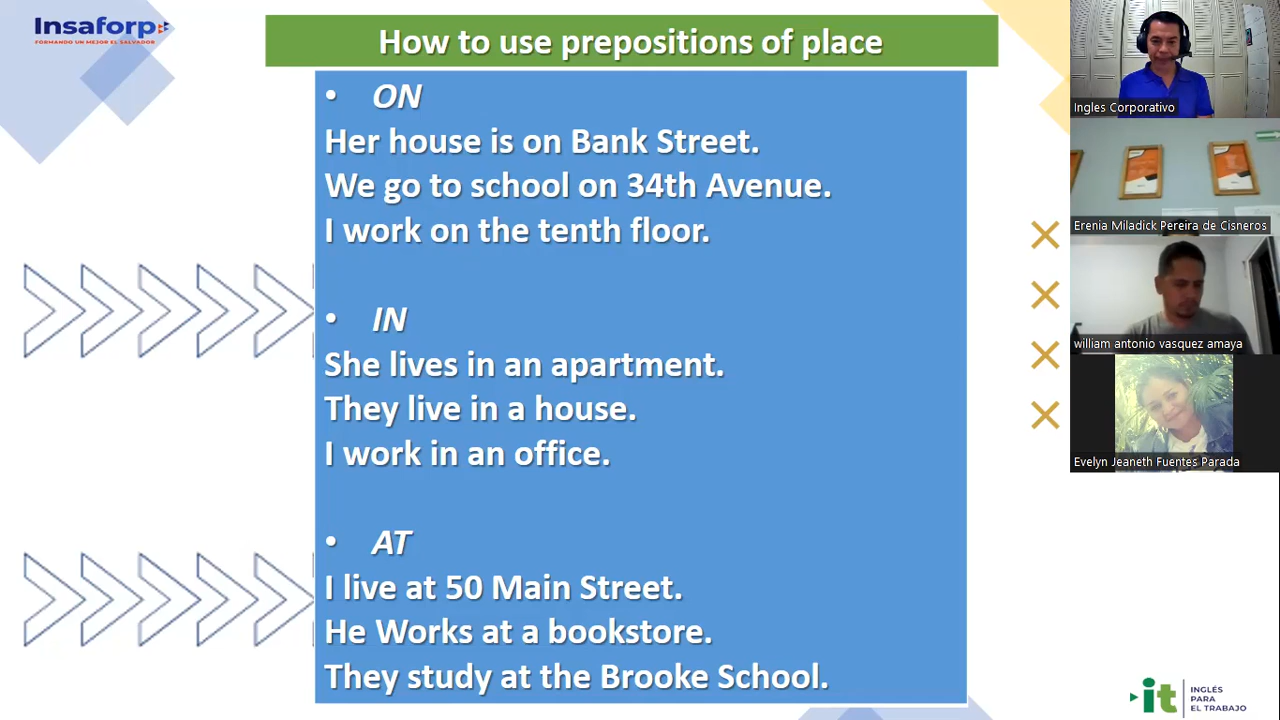 Insaforp
FORMANDO UN MEJOR EL SALVADOR
How to use prepositions of place
• ON
Her house is on Bank Street.
We go to school on 34th Avenue.
I work on the tenth floor.
• IN
She lives in an apartment.
They live in a house.
I work in an office.
• AT
I live at 50 Main Street.
He Works at a bookstore.
They study at the Brooke School.
Ingles Corporativo
Erenia Miladick Pereira de Cisneros
william antonio vasquez amaya
Evelyn Jeaneth Fuentes Parada
it
INGLÉS
PARA
EL TRABAJO